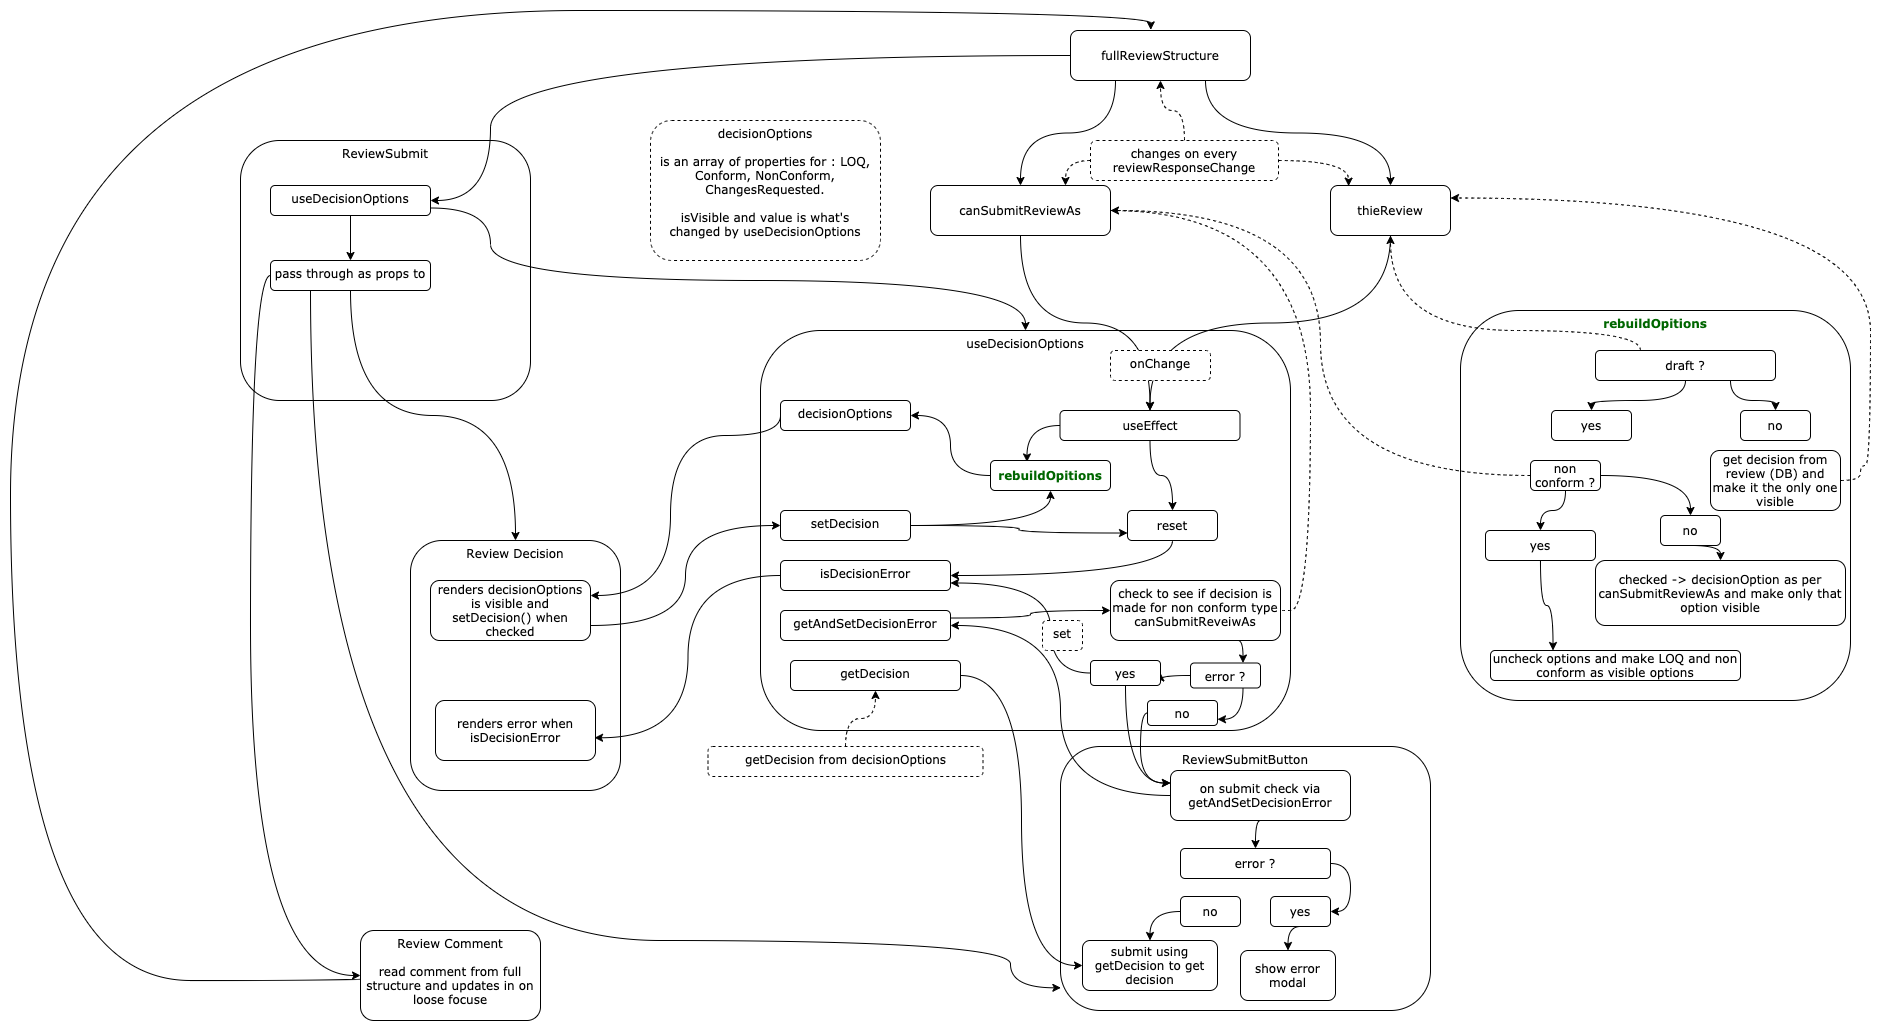 fullReviewStructure
decisionOptions
is an array of properties for : LOQ,
Conform, NonConform,
ChangesRequested.
isVisible and value is what's
changed by useDecisionOptions
changes on every
reviewResponseChange
canSubmitReviewAs
thieReview
ReviewSubmit
useDecisionOptions
pass through as props to
useDecisionOptions
onChange
decisionOptions
useEffect
rebuildOpitions
setDecision
reset
isDecisionError
getAndSetDecisionError
check to see if decision is
made for non conform type
canSubmitReveiwAs
set
getDecision
yes
error ?
no
getDecision from decisionOptions
rebuildOpitions
draft ?
yes
no
non
conform ?
get decision from
review (DB) and
make it the only one
visible
yes
no
checked -> decisionOption as per
canSubmitReviewAs and make only that
option visible
uncheck options and make LOQ and non
conform as visible options
Review Decision
renders decisionOptions
is visible and
setDecision() when
checked
renders error when
isDecisionError
ReviewSubmitButton
on submit check via
getAndSetDecisionError
error ?
no
yes
submit using
getDecision to get
decision
show error
modal
Review Comment
read comment from full
structure and updates in on
loose focuse